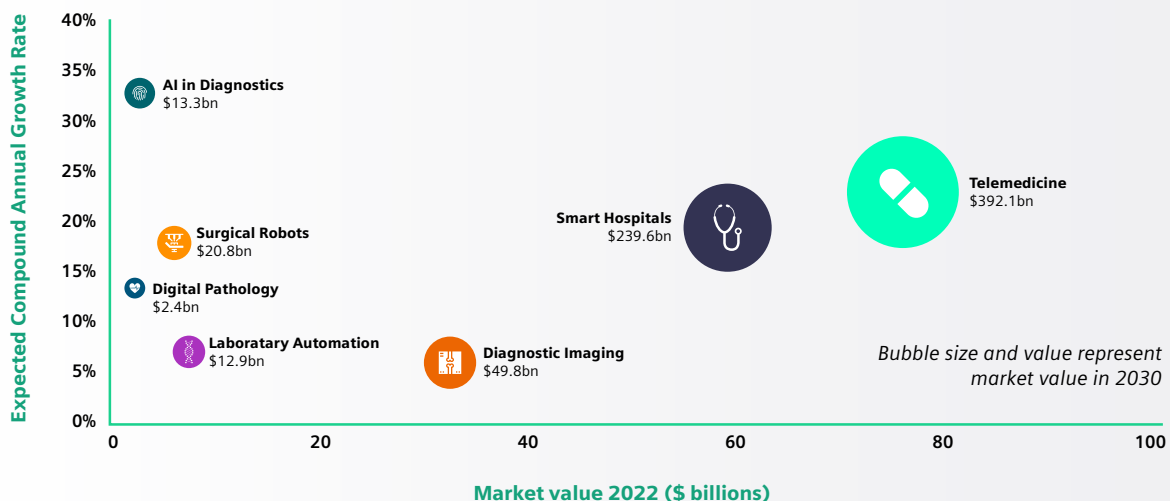 Expected Compound Annual Growth Rate
40%
35%
30%
25%
20%
15%
10%
5%
0%
AI in Diagnostics
$13.3bn
Surgical Robots
$20.8bn
Digital Pathology
$2.4bn
Laboratary Automation
$12.9bn
Diagnostic Imaging
$49.8bn
Smart Hospitals
$239.6bn
Telemedicine
$392.1bn
Bubble size and value represent
market value in 2030
0
20
40
60
80
100
Market value 2022 ($ billions)